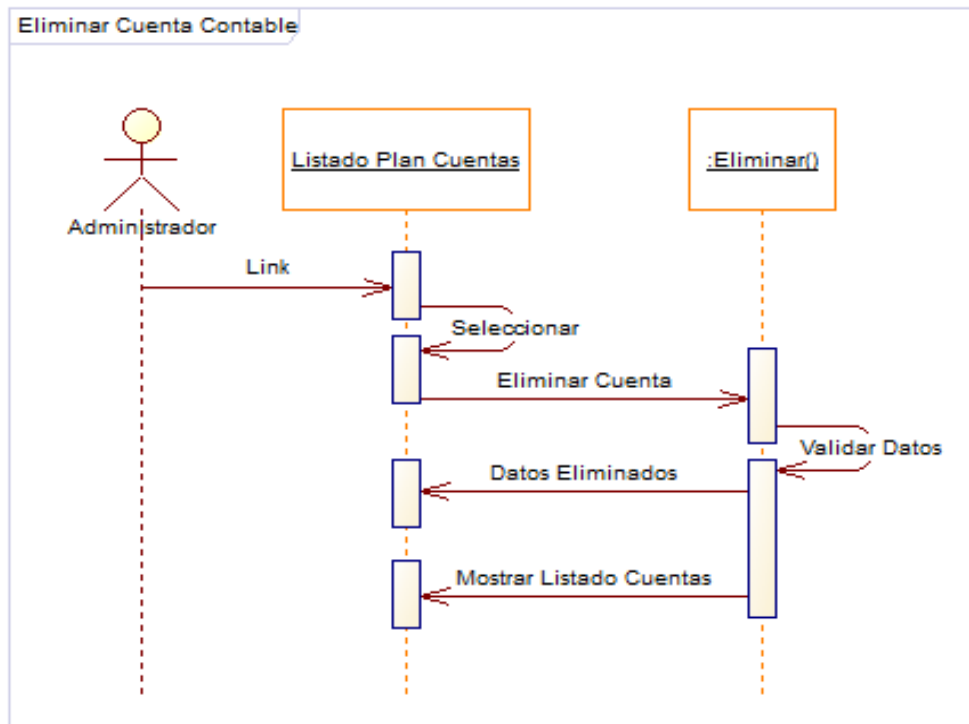 Eliminar Cuenta Contable
Listado Plan Cuentas
:Eliminar()
Administrador
Link
Seleccionar
Eliminar Cuenta
Validar Datos
Datos Eliminados
Mostrar Listado Cuentas